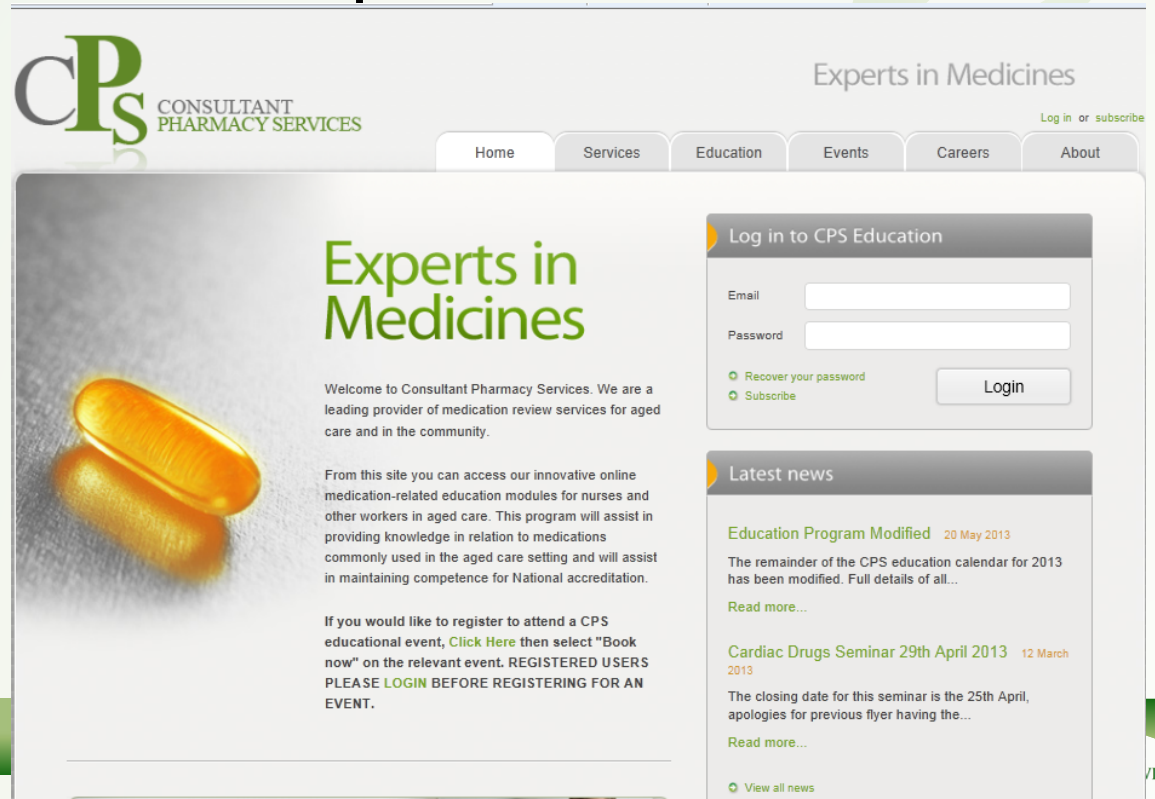 CPS CONSULTANT
PHARMACY SERVICES
Experts in Medicines
Log in or subscribe
Home Services Education Events Careers About
Experts in
Medicines
Welcome to Consultant Pharmacy Services. We are a
leading provider of medication review services for aged
care and in the community.
From this site you can access our innovative online
medication-related education modules for nurses and
other workers in aged care. This program will assist in
providing knowledge in relation to medications
commonly used in the aged care setting and will assist
in maintaining competence for National accreditation.
If you would like to register to attend a CPS
educational event, Click Here then select "Book
now" on the relevant event. REGISTERED USERS
PLEASE LOGIN BEFORE REGISTERING FOR AN
EVENT.
Log in to CPS Education
Email
Password
Recover your password
Subscribe
Login
Latest news
Education Program Modified 20 May 2013
The remainder of the CPS education calendar for 2013
has been modified. Full details of all...
Read more...
Cardiac Drugs Seminar 29th April 2013 12 March
2013
The closing date for this seminar is the 25th April,
apologies for previous flyer having the...
Read more...
View all news